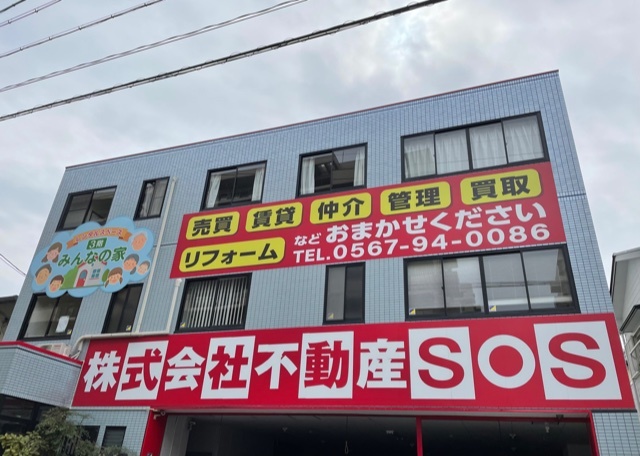 売買 賃貸 仲介 管理 買取
リフォーム など おまかせください
TEL.0567-94-0086
3階
みんなの家
株式会社不動産SOS